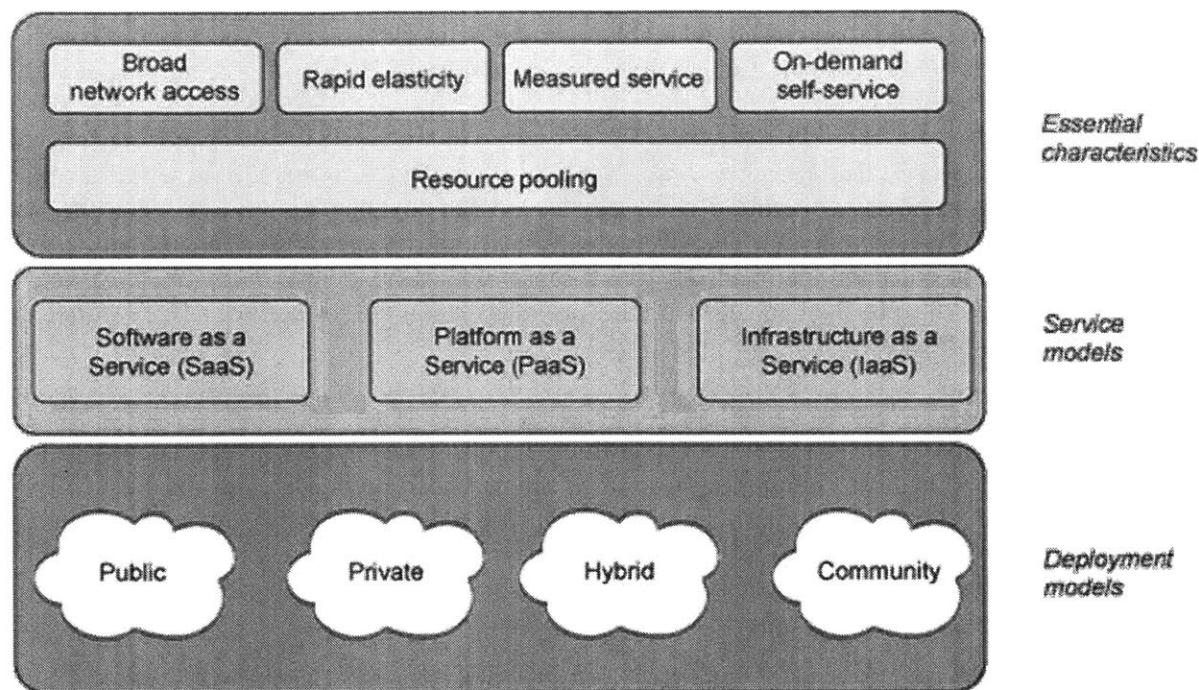 Broad
network access
Rapid elasticity
Measured service
On-demand
self-service
Resource pooling
Essential
characteristics
Software as a
Service (SaaS)
Platform as a
Service (PaaS)
Infrastructure as a
Service (IaaS)
Service
models
Public
Private
Hybrid
Community
Deployment
models